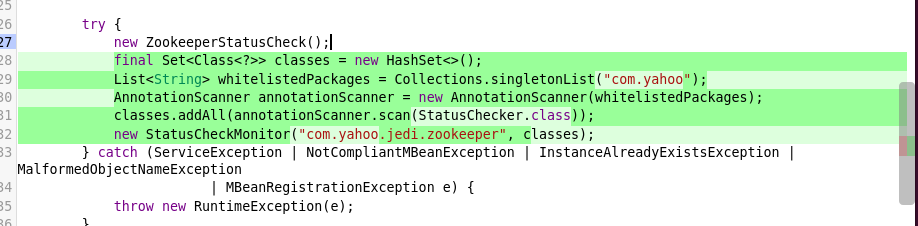 25
26 try {
27 new ZookeeperStatusCheck();
28 final Set<Class<?>> classes = new HashSet<>();
29 List<String> whitelistedPackages = Collections.singletonList("com.yahoo");
30 AnnotationScanner annotationScanner = new AnnotationScanner(whitelistedPackages);
31 classes.addAll(annotationScanner.scan(StatusChecker.class));
32 new StatusCheckMonitor("com.yahoo.jedi.zookeeper", classes);
33 } catch (ServiceException | NotCompliantMBeanException | InstanceAlreadyExistsException |
MalformedObjectNameException
34 | MBeanRegistrationException e) {
35 throw new RuntimeException(e);
36 }